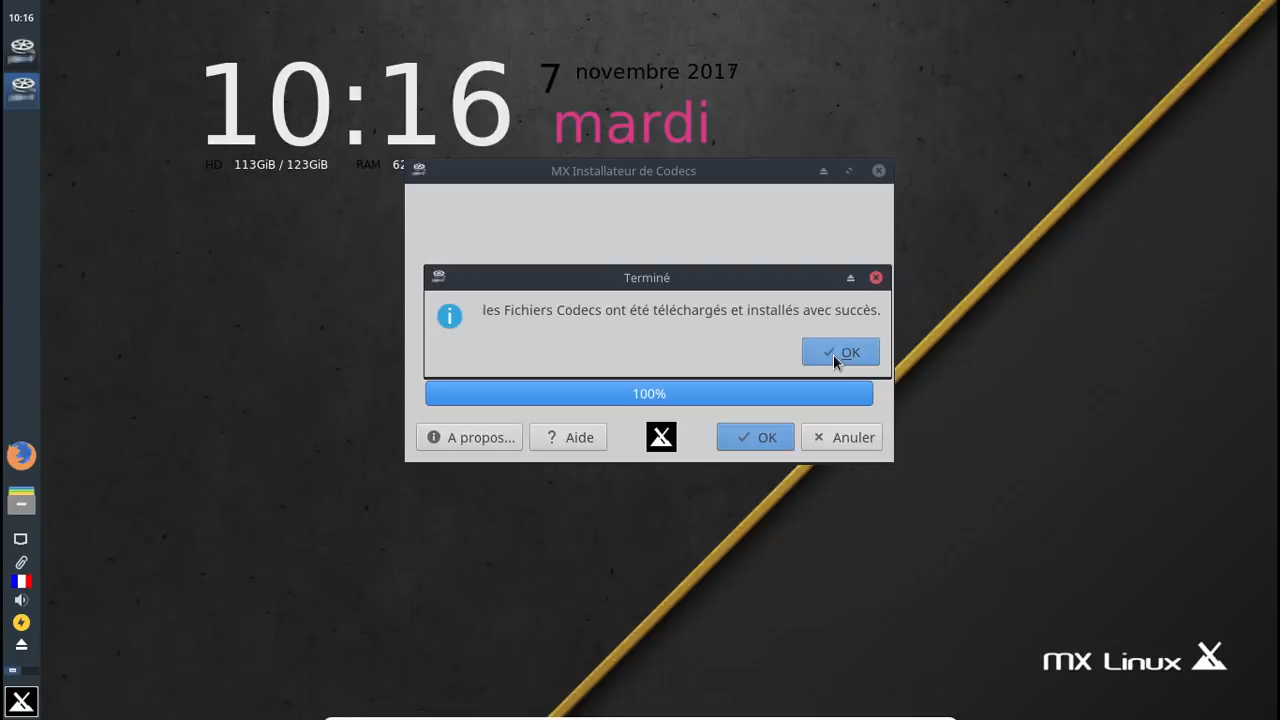 10:16
10:16
7 novembre 2017
mardi
HD 113GiB / 123GiB RAM 62
MX Installateur de Codecs
Terminé
les Fichiers Codecs ont été téléchargés et installés avec succès.
OK
100%
A propos...
? Aide
OK
Anuler
MX Linux